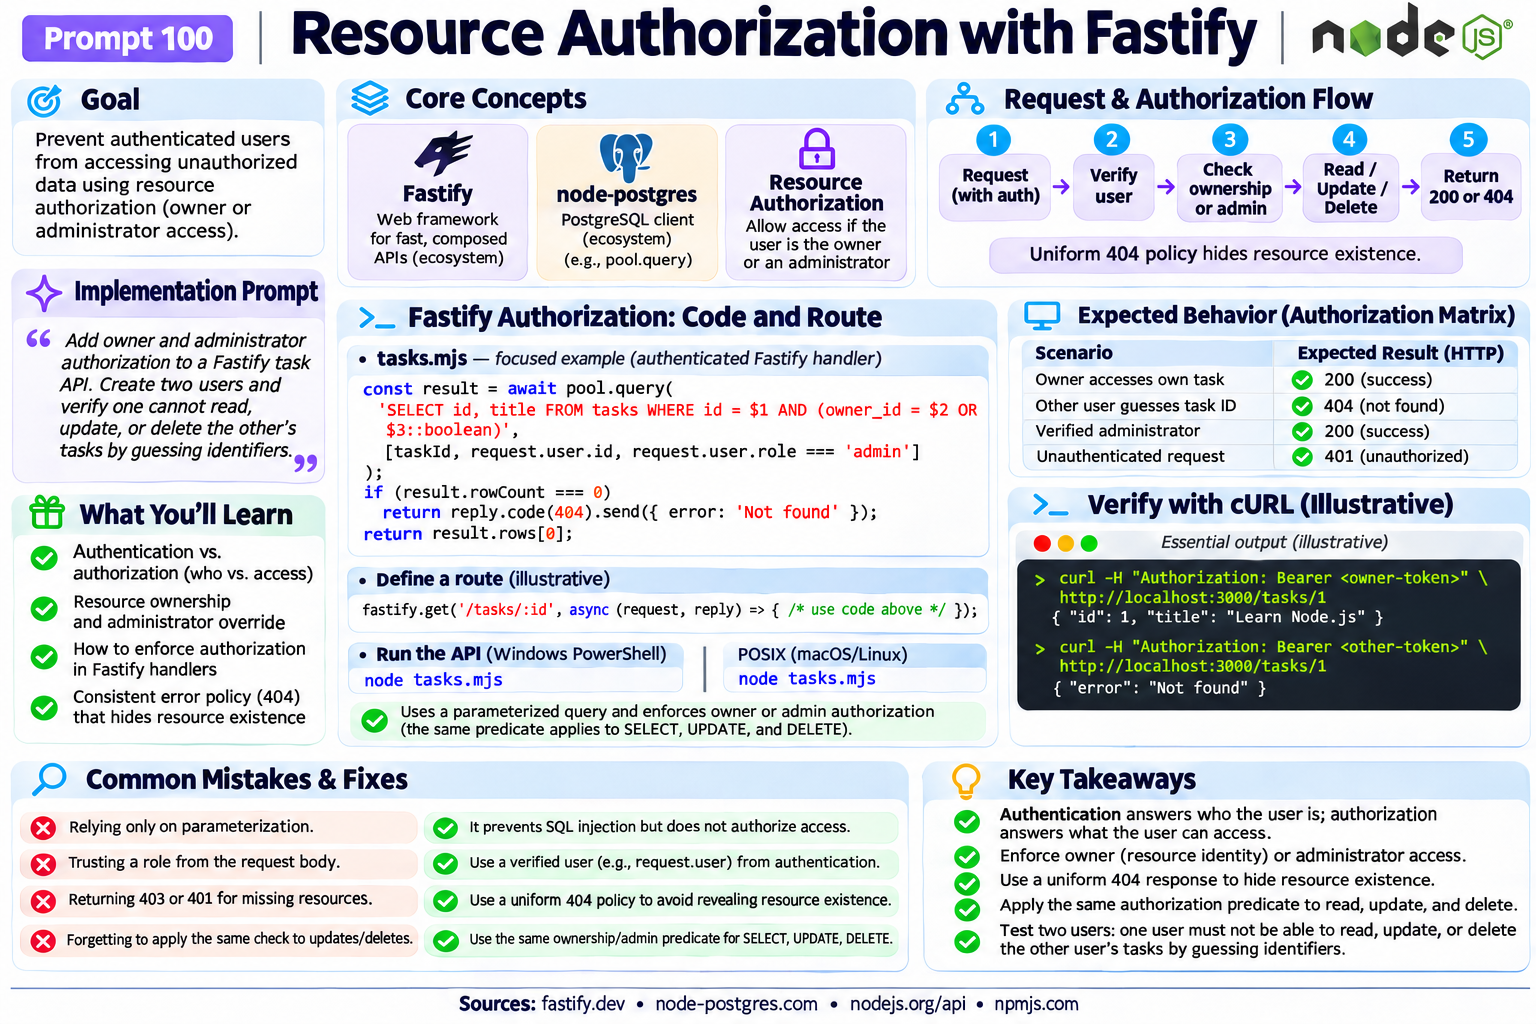 Prompt 100
Resource Authorization with Fastify
node JS®
Goal
Prevent authenticated users
from accessing unauthorized
data using resource
authorization (owner or
administrator access).
Implementation Prompt
“ Add owner and administrator
authorization to a Fastify task
API. Create two users and
verify one cannot read,
update, or delete the other’s
tasks by guessing identifiers. ”
What You’ll Learn
Authentication vs.
authorization (who vs. access)
Resource ownership
and administrator override
How to enforce authorization
in Fastify handlers
Consistent error policy (404)
that hides resource existence
Core Concepts
Fastify
Web framework
for fast, composed
APIs (ecosystem)
node-postgres
PostgreSQL client
(ecosystem)
(e.g., pool.query)
Resource
Authorization
Allow access if the
user is the owner
or an administrator
Request & Authorization Flow
1
Request
(with auth)
2
Verify
user
3
Check
ownership
or admin
4
Read /
Update /
Delete
5
Return
200 or 404
Uniform 404 policy hides resource existence.
Fastify Authorization: Code and Route
• tasks.mjs — focused example (authenticated Fastify handler)
const result = await pool.query(
'SELECT id, title FROM tasks WHERE id = $1 AND (owner_id = $2 OR
$3::boolean)',
[taskId, request.user.id, request.user.role === 'admin']
);
if (result.rowCount === 0)
return reply.code(404).send({ error: 'Not found' });
return result.rows[0];
• Define a route (illustrative)
fastify.get('/tasks/:id', async (request, reply) => { /* use code above */ });
• Run the API (Windows PowerShell)
node tasks.mjs
POSIX (macOS/Linux)
node tasks.mjs
Uses a parameterized query and enforces owner or admin authorization
(the same predicate applies to SELECT, UPDATE, and DELETE).
Expected Behavior (Authorization Matrix)
Scenario Expected Result (HTTP)
Owner accesses own task 200 (success)
Other user guesses task ID 404 (not found)
Verified administrator 200 (success)
Unauthenticated request 401 (unauthorized)
Verify with cURL (Illustrative)
Essential output (illustrative)
> curl -H "Authorization: Bearer <owner-token>" \
http://localhost:3000/tasks/1
{ "id": 1, "title": "Learn Node.js" }
> curl -H "Authorization: Bearer <other-token>" \
http://localhost:3000/tasks/1
{ "error": "Not found" }
Common Mistakes & Fixes
Relying only on parameterization. It prevents SQL injection but does not authorize access.
Trusting a role from the request body. Use a verified user (e.g., request.user) from authentication.
Returning 403 or 401 for missing resources. Use a uniform 404 policy to avoid revealing resource existence.
Forgetting to apply the same check to updates/deletes. Use the same ownership/admin predicate for SELECT, UPDATE, DELETE.
Key Takeaways
Authentication answers who the user is; authorization
answers what the user can access.
Enforce owner (resource identity) or administrator access.
Use a uniform 404 response to hide resource existence.
Apply the same authorization predicate to read, update, and delete.
Test two users: one user must not be able to read, update, or delete
the other user’s tasks by guessing identifiers.
Sources: fastify.dev • node-postgres.com • nodejs.org/api • npmjs.com